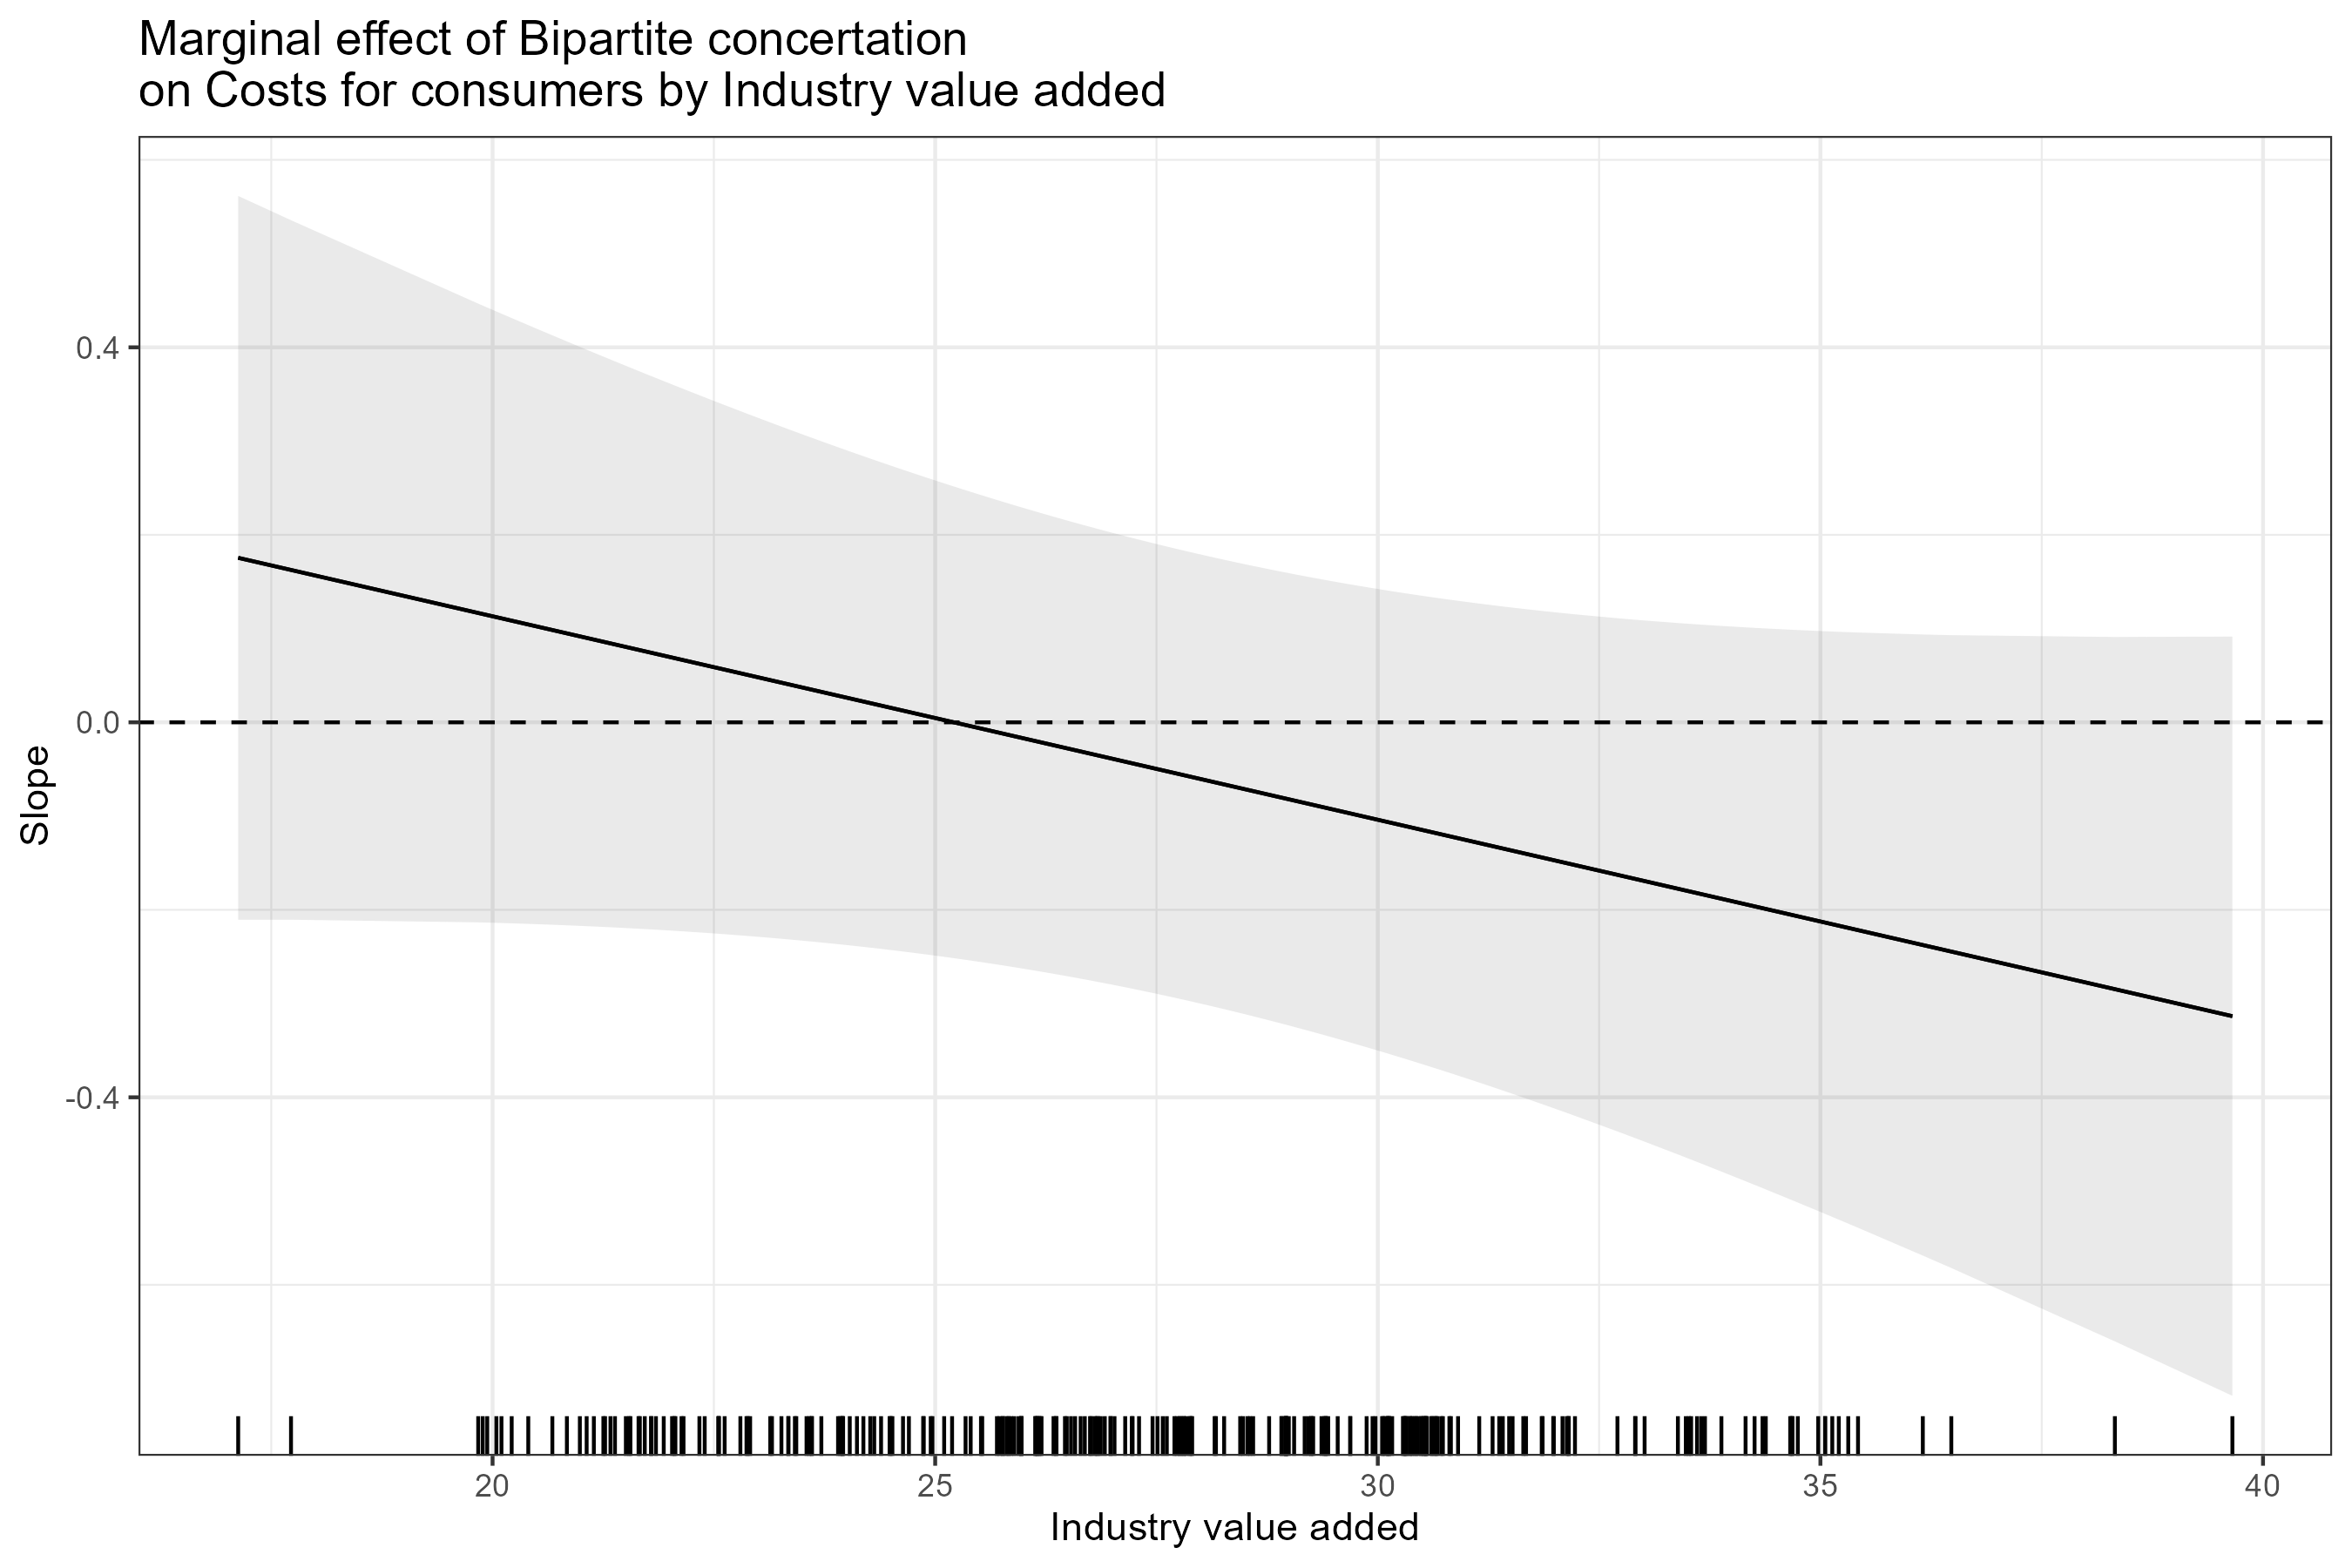 Marginal effect of Bipartite concertation
on Costs for consumers by Industry value added
0.4
0.0
-0.4
Slope
20
25
30
35
40
Industry value added